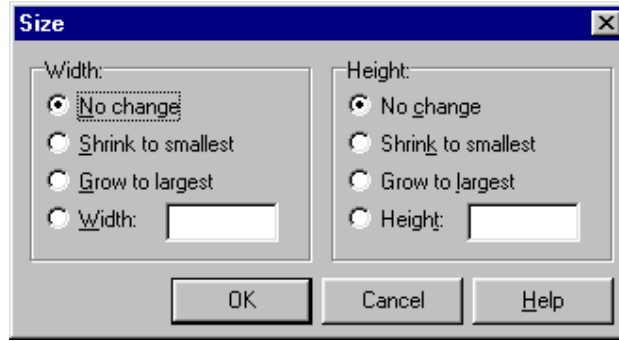 Size
Width:
No change
Shrink to smallest
Grow to largest
Width:
Height:
No change
Shrink to smallest
Grow to largest
Height:
OK
Cancel
Help